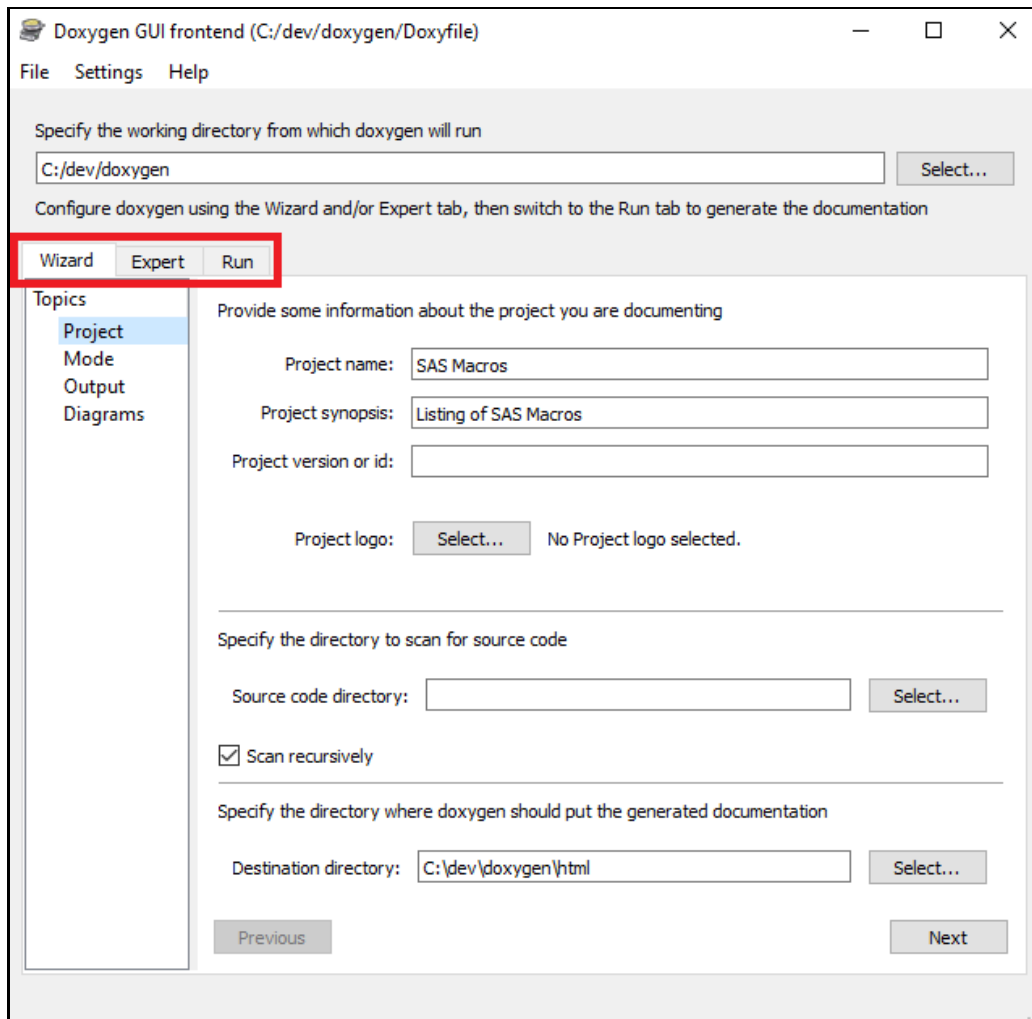 Doxygen GUI frontend (C:/dev/doxygen/Doxyfile)
File Settings Help
Specify the working directory from which doxygen will run
C:/dev/doxygen Select...
Configure doxygen using the Wizard and/or Expert tab, then switch to the Run tab to generate the documentation
Wizard Expert Run
Topics
Project
Mode
Output
Diagrams
Provide some information about the project you are documenting
Project name: SAS Macros
Project synopsis: Listing of SAS Macros
Project version or id:
Project logo: Select... No Project logo selected.
Specify the directory to scan for source code
Source code directory: Select...
Scan recursively
Specify the directory where doxygen should put the generated documentation
Destination directory: C:\dev\doxygen\html Select...
Previous Next